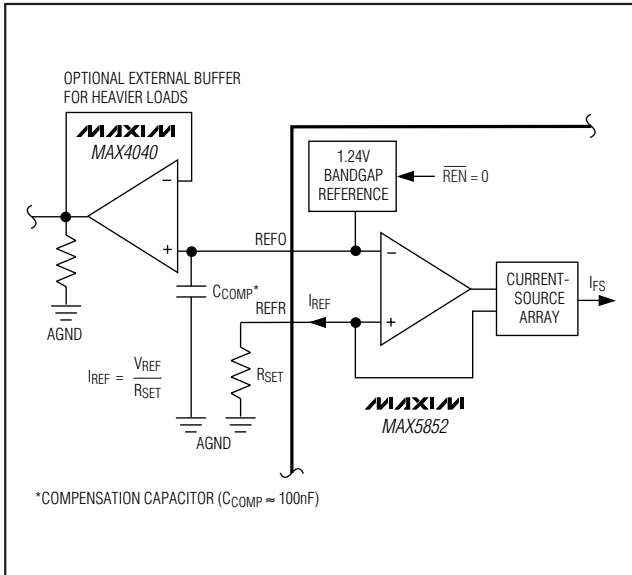 OPTIONAL EXTERNAL BUFFER
FOR HEAVIER LOADS
MAXIM
MAX4040
1.24V
BANDGAP
REFERENCE
REN = 0
-
+
REFO
-
+
CCOMP*
REFR
IREF
CURRENT-
SOURCE
ARRAY
IFS
AGND
IREF = VREF
RSET
RSET
AGND
MAXIM
MAX5852
*COMPENSATION CAPACITOR (CCOMP ≈ 100nF)